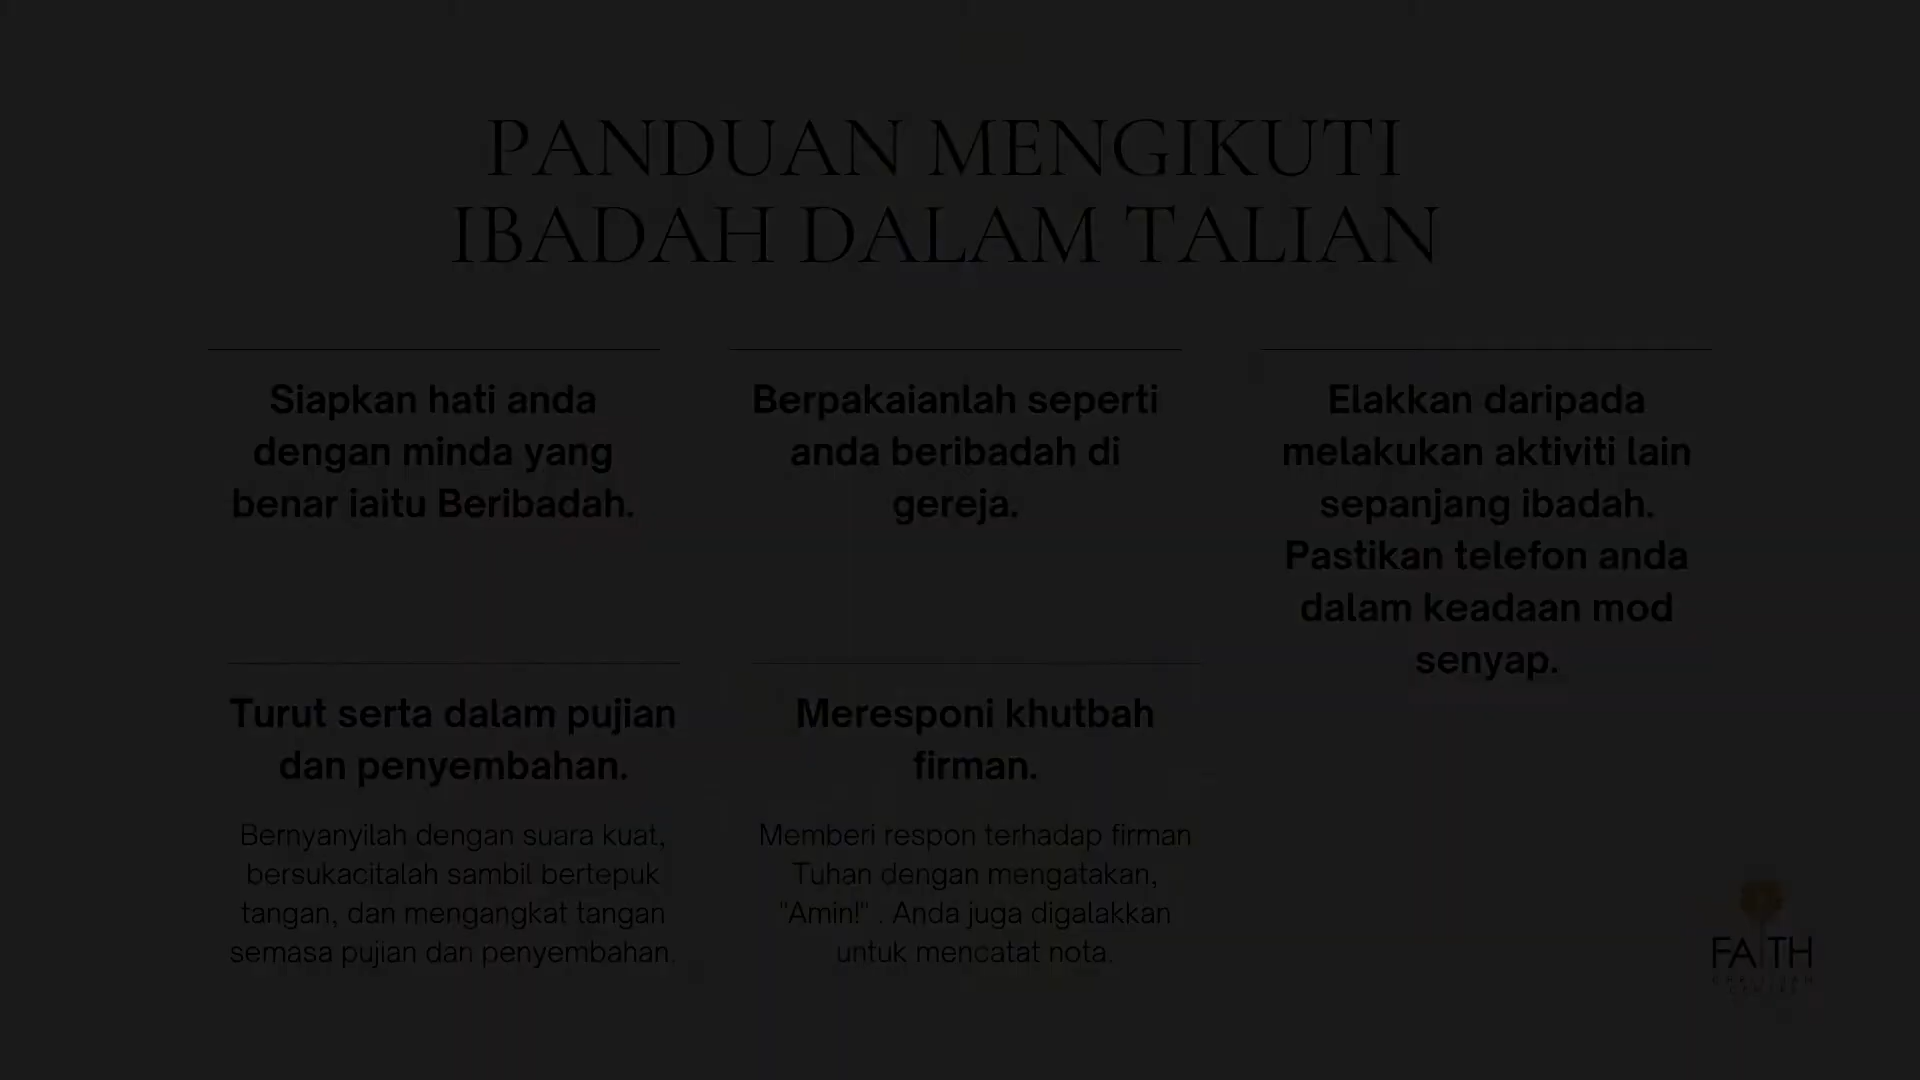 PANDUAN MENGIKUTI
IBADAH DALAM TALIAN
Siapkan hati anda
dengan minda yang
benar iaitu Beribadah.
Berpakaianlah seperti
anda beribadah di
gereja.
Elakkan daripada
melakukan aktiviti lain
sepanjang ibadah.
Pastikan telefon anda
dalam keadaan mod
senyap.
Turut serta dalam pujian
dan penyembahan.
Bernyanyilah dengan suara kuat,
bersukacitalah sambil bertepuk
tangan, dan mengangkat tangan
semasa pujian dan penyembahan.
Meresponi khutbah
firman.
Memberi respon terhadap firman
Tuhan dengan mengatakan,
"Amin!" . Anda juga digalakkan
untuk mencatat nota.
FAITH